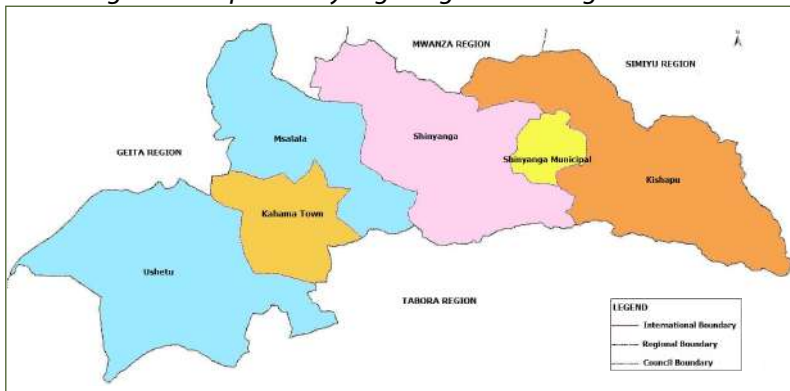 MWANZA REGION
N
SIMIYU REGION
GEITA REGION
Msalala
Shinyanga
Shinyanga Municipal
Kishapu
Kahama Town
Ushetu
TABORA REGION
LEGEND
International Boundary
Regional Boundary
Council Boundary